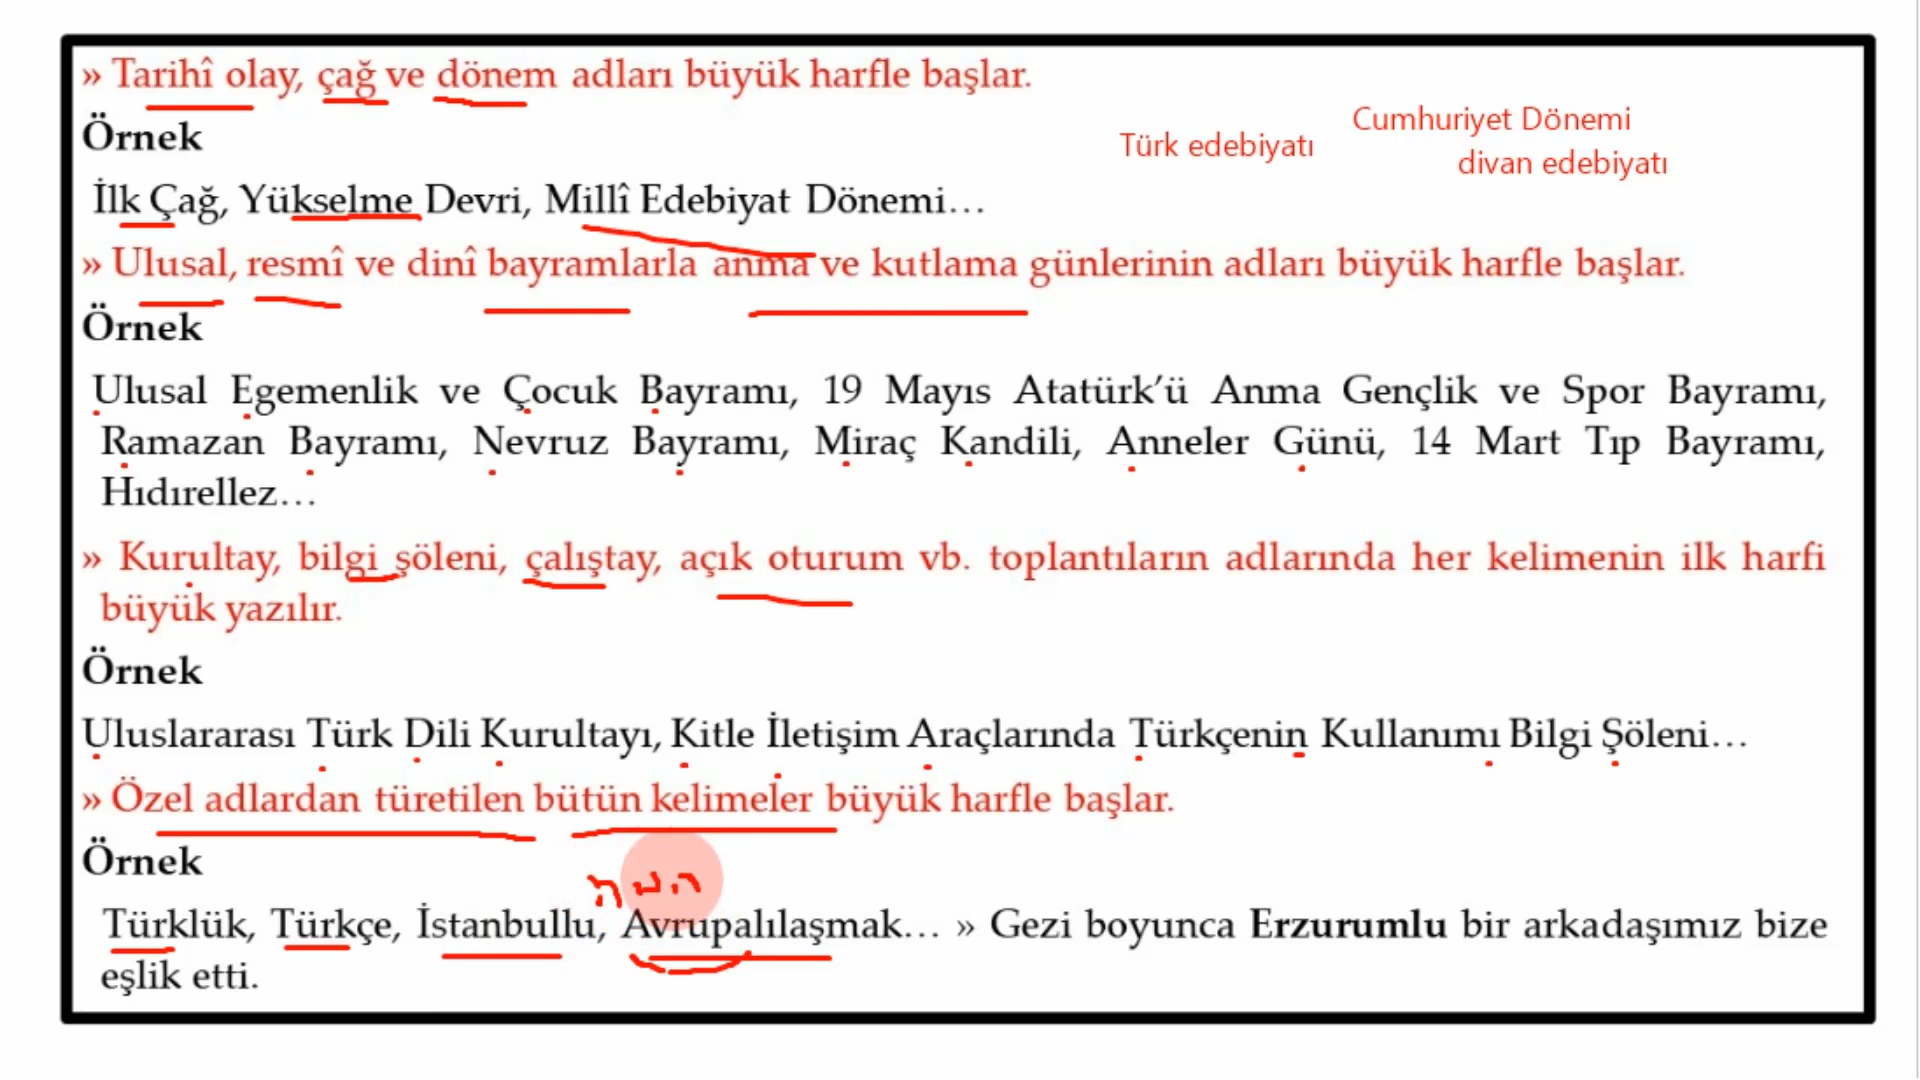 » Tarihî olay, çağ ve dönem adları büyük harfle başlar.
Örnek
Türk edebiyatı
Cumhuriyet Dönemi
divan edebiyatı
İlk Çağ, Yükselme Devri, Millî Edebiyat Dönemi…
» Ulusal, resmî ve dinî bayramlarla anma ve kutlama günlerinin adları büyük harfle başlar.
Örnek
Ulusal Egemenlik ve Çocuk Bayramı, 19 Mayıs Atatürk’ü Anma Gençlik ve Spor Bayramı,
Ramazan Bayramı, Nevruz Bayramı, Miraç Kandili, Anneler Günü, 14 Mart Tıp Bayramı,
Hıdırellez…
» Kurultay, bilgi şöleni, çalıştay, açık oturum vb. toplantıların adlarında her kelimenin ilk harfi
büyük yazılır.
Örnek
Uluslararası Türk Dili Kurultayı, Kitle İletişim Araçlarında Türkçenin Kullanımı Bilgi Şöleni…
» Özel adlardan türetilen bütün kelimeler büyük harfle başlar.
Örnek
Türklük, Türkçe, İstanbullu, Avrupalılaşmak… » Gezi boyunca Erzurumlu bir arkadaşımız bize
eşlik etti.